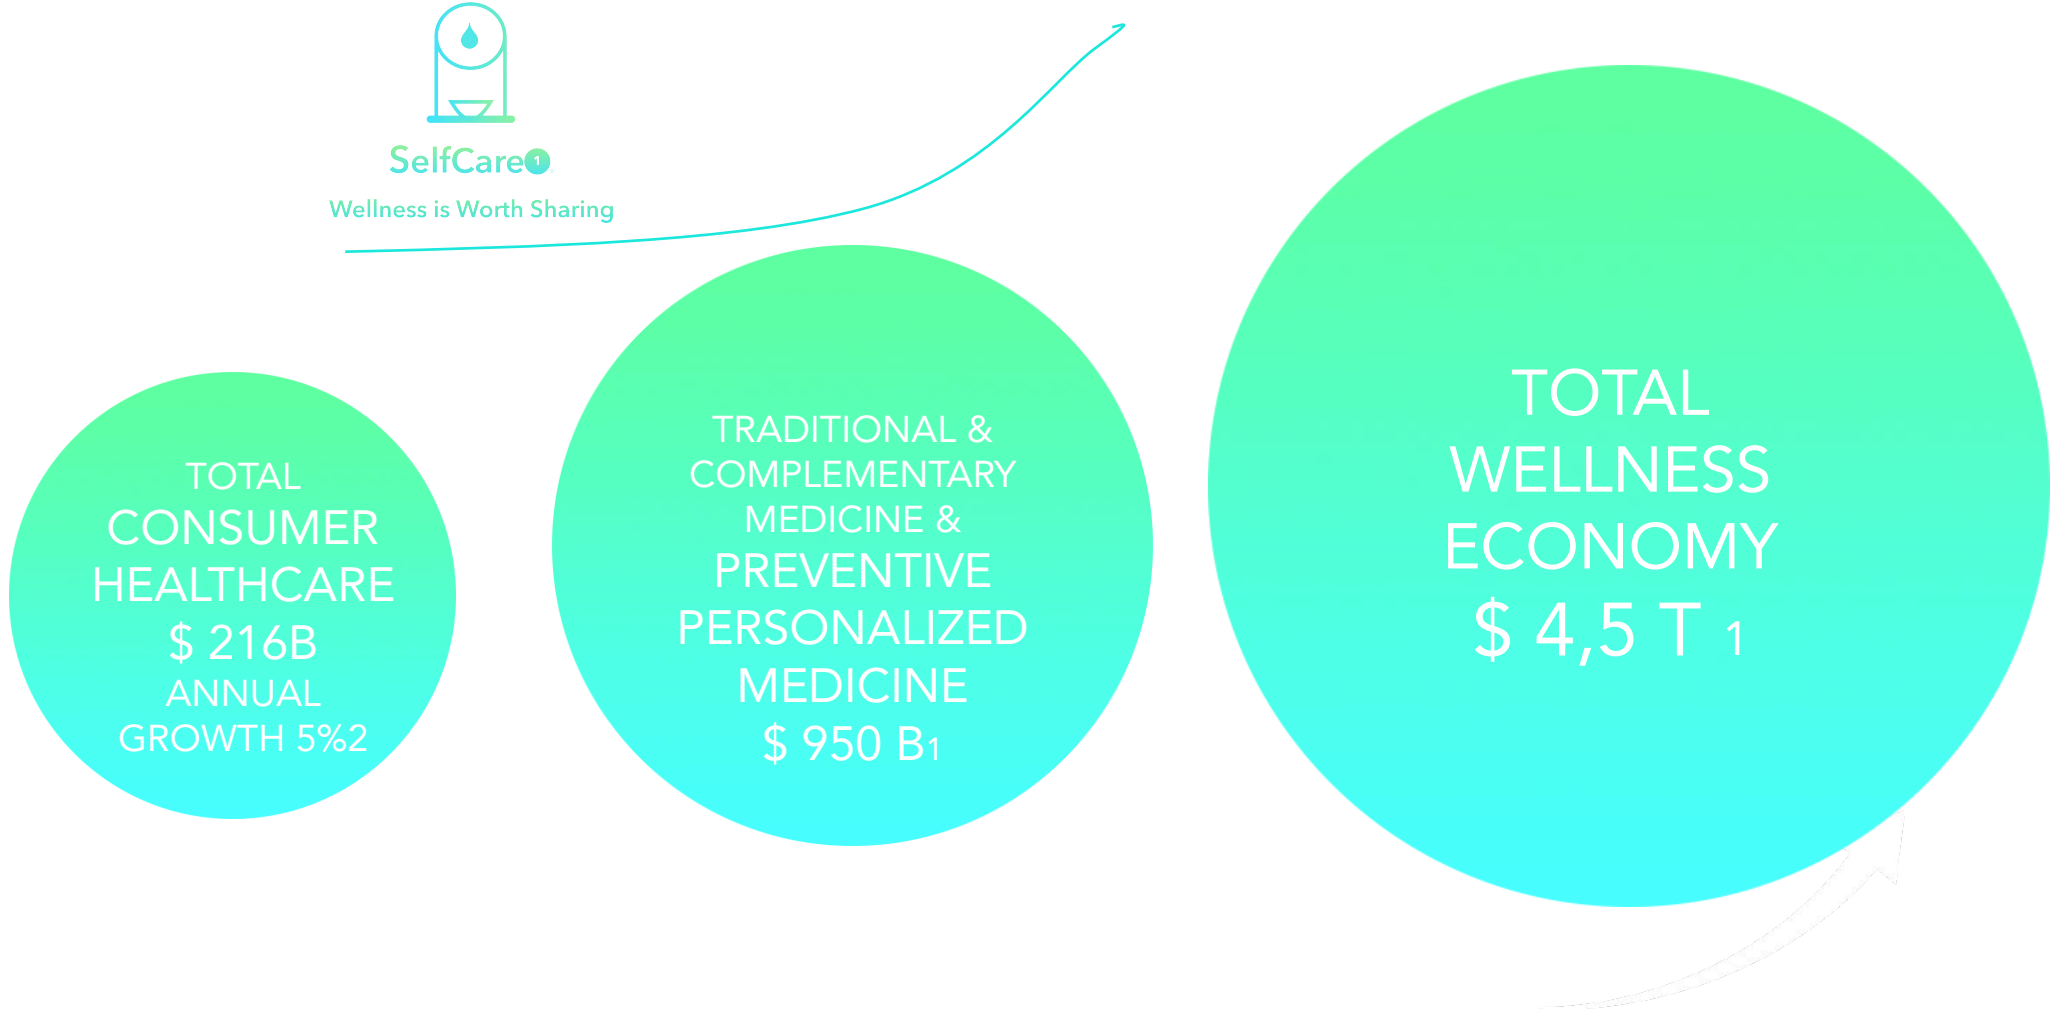 SelfCare1
Wellness is Worth Sharing
TOTAL
CONSUMER
HEALTHCARE
$ 216B
ANNUAL
GROWTH 5%2
TRADITIONAL &
COMPLEMENTARY
MEDICINE &
PREVENTIVE
PERSONALIZED
MEDICINE
$ 950 B1
TOTAL
WELLNESS
ECONOMY
$ 4,5 T 1